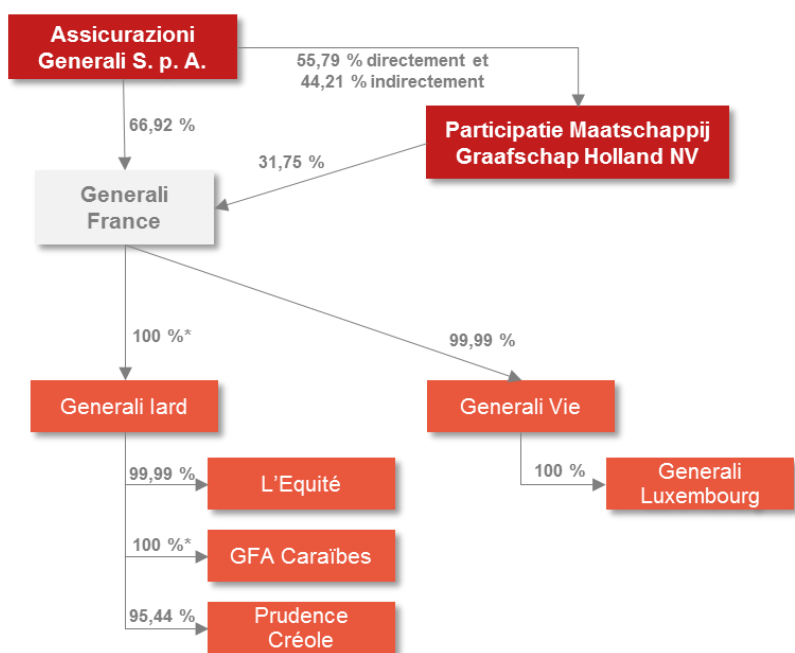 Assicurazioni
Generali S. p. A.
55,79 % directement et
44,21 % indirectement
66,92 %
Participatie Maatschappij
Graafschap Holland NV
31,75 %
Generali
France
100 %*
99,99 %
Generali Iard
Generali Vie
99,99 %
L'Equité
100 %
Generali
Luxembourg
100 %*
GFA Caraïbes
95,44 %
Prudence
Créole